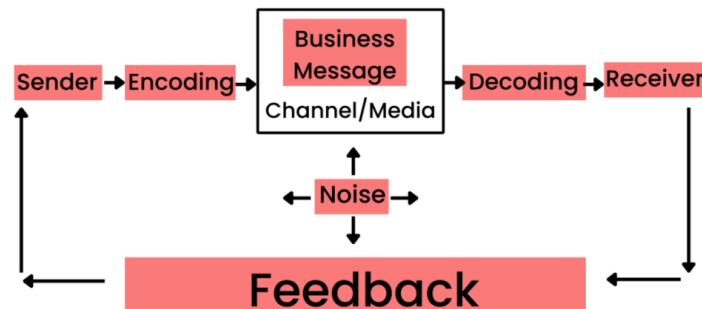 Business
Message
Sender
Encoding
Decoding
Receiver
Channel/Media
Noise
Feedback